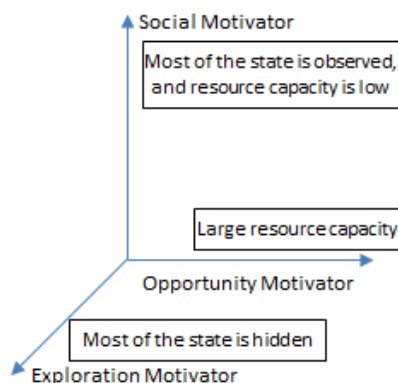 Social Motivator
Most of the state is observed,
and resource capacity is low
Large resource capacity
Opportunity Motivator
Most of the state is hidden
Exploration Motivator